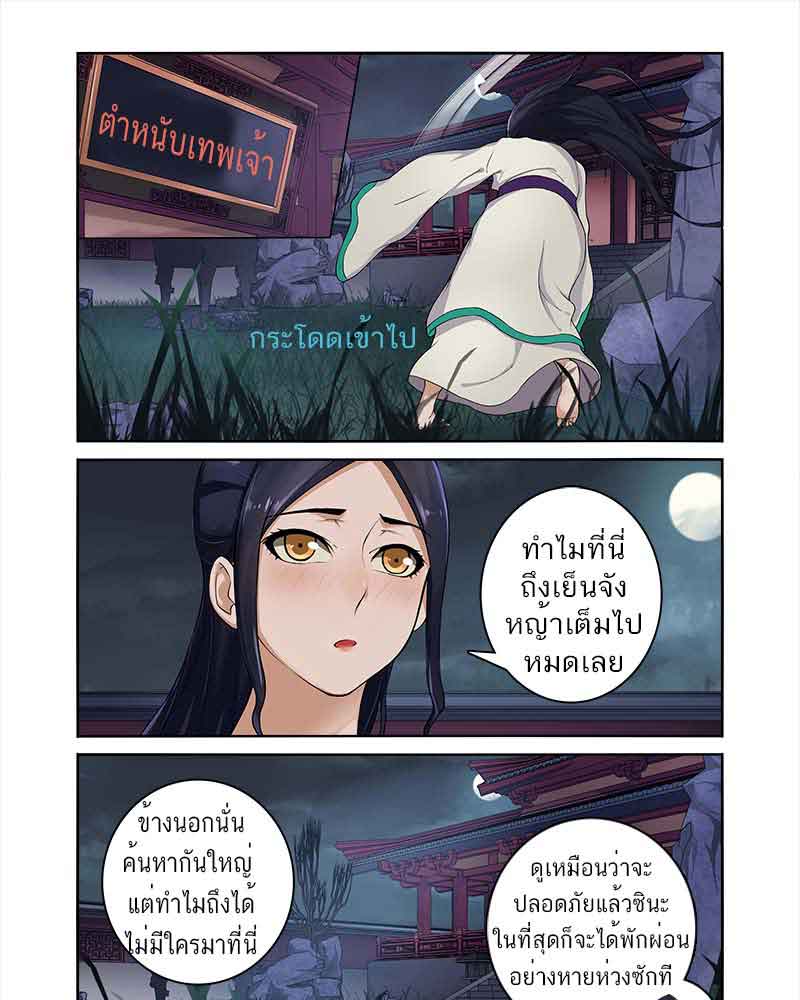 ตำหนับเทพเจ้า
กระโดดเข้าไป
ทำไมที่นี่
ถึงเย็นจัง
หญ้าเต็มไป
หมดเลย
ข้างนอกนั่น
ค้นหากันใหญ่
แต่ทำไมถึงได้
ไม่มีใครมาที่นี่
ดูเหมือนว่าจะ
ปลอดภัยแล้วซินะ
ในที่สุดก็จะได้พักผ่อน
อย่างหายห่วงซักที